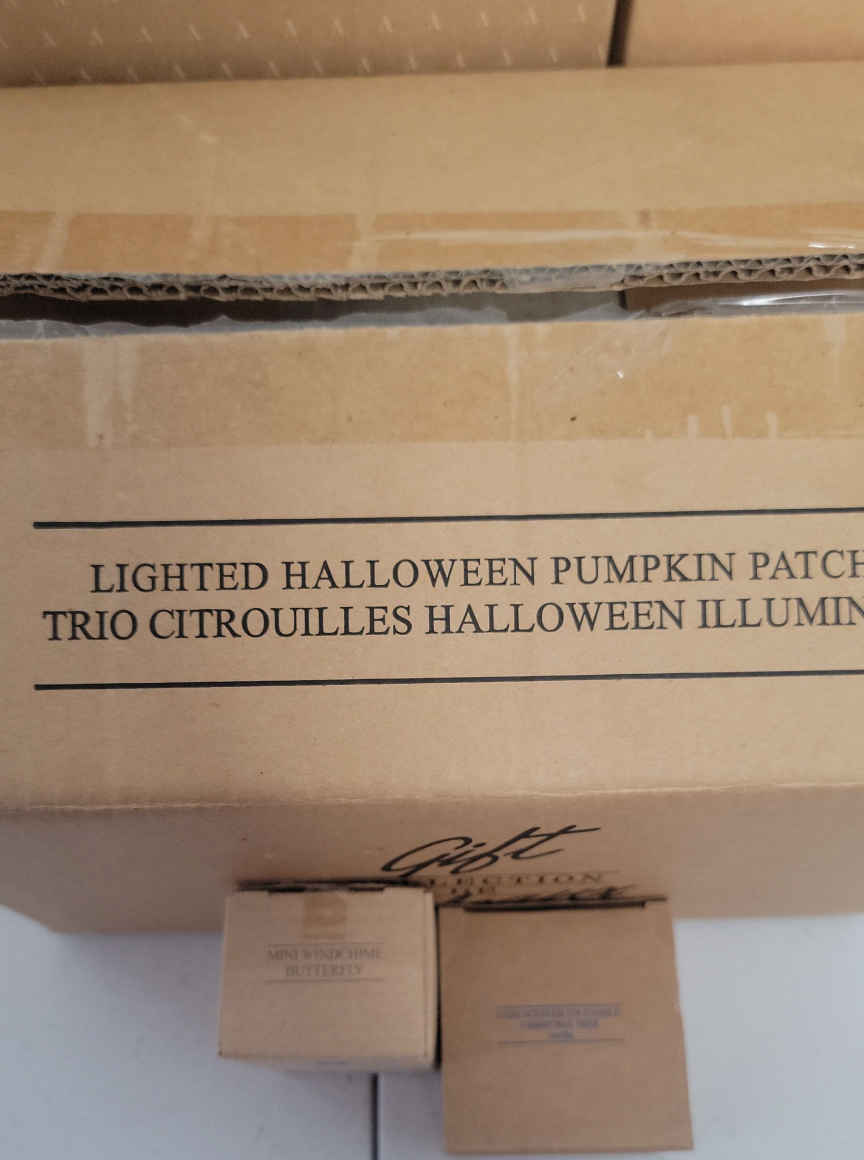 LIGHTED HALLOWEEN PUMPKIN PATCH
TRIO CITROUILLES HALLOWEEN ILLUMIN
Gift
MINI WINDCHIME
BUTTERFLY